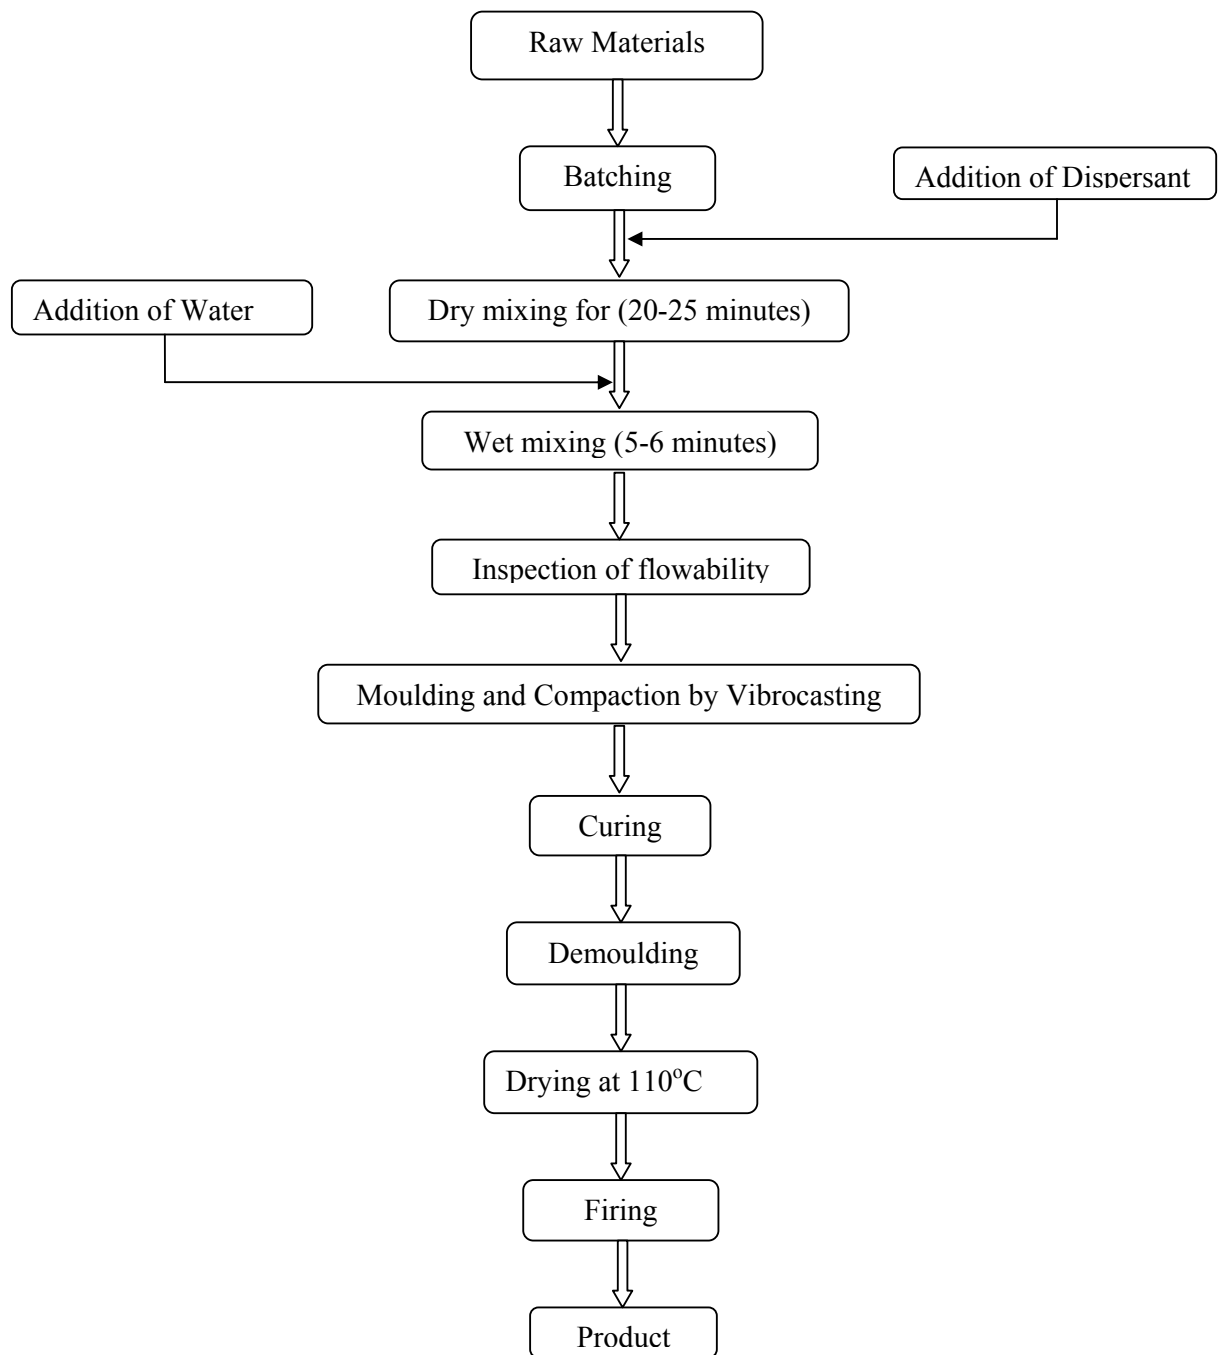 Raw Materials
Batching
Addition of Dispersant
Addition of Water
Dry mixing for (20-25 minutes)
Wet mixing (5-6 minutes)
Inspection of flowability
Moulding and Compaction by Vibrocasting
Curing
Demoulding
Drying at 110°C
Firing
Product